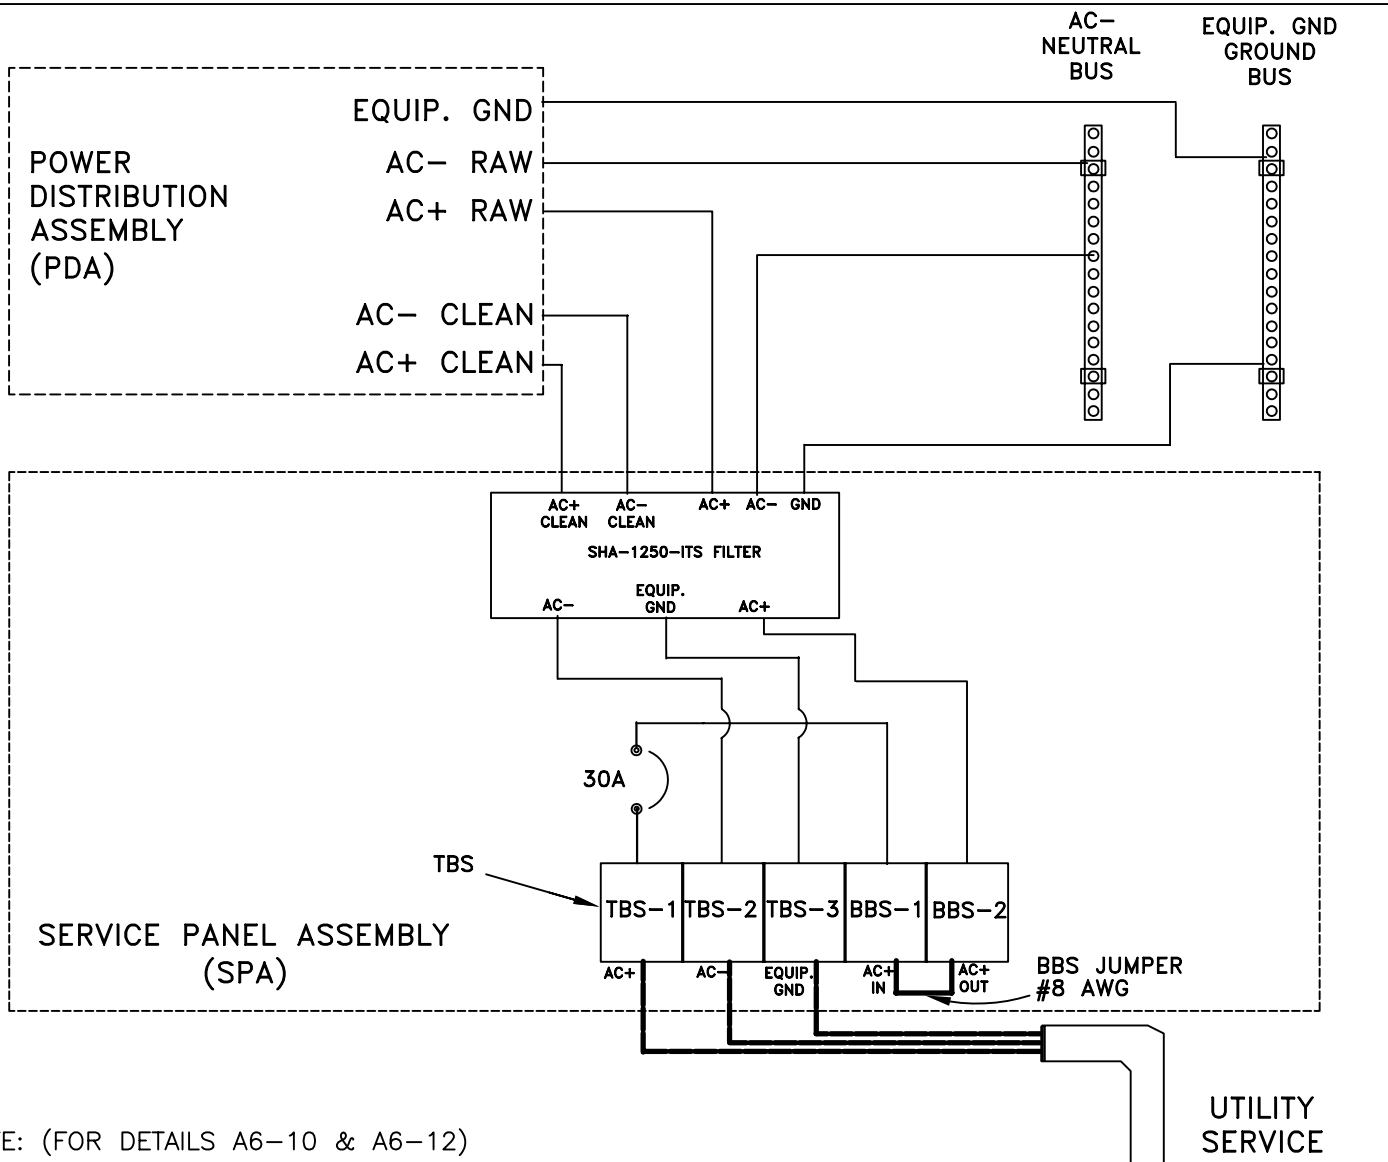 AC-
NEUTRAL
BUS
EQUIP. GND
GROUND
BUS
EQUIP. GND
POWER
DISTRIBUTION
ASSEMBLY
(PDA)
AC- RAW
AC+ RAW
AC- CLEAN
AC+ CLEAN
AC+
CLEAN
AC-
CLEAN
AC+
AC-
GND
SHA-1250-ITS FILTER
AC-
EQUIP.
GND
AC+
30A
TBS
TBS-1
TBS-2
TBS-3
BBS-1
BBS-2
SERVICE PANEL ASSEMBLY
(SPA)
AC+
AC-
EQUIP.
GND
AC+
IN
AC+
OUT
BBS JUMPER
#8 AWG
UTILITY
SERVICE
E: (FOR DETAILS A6-10 & A6-12)